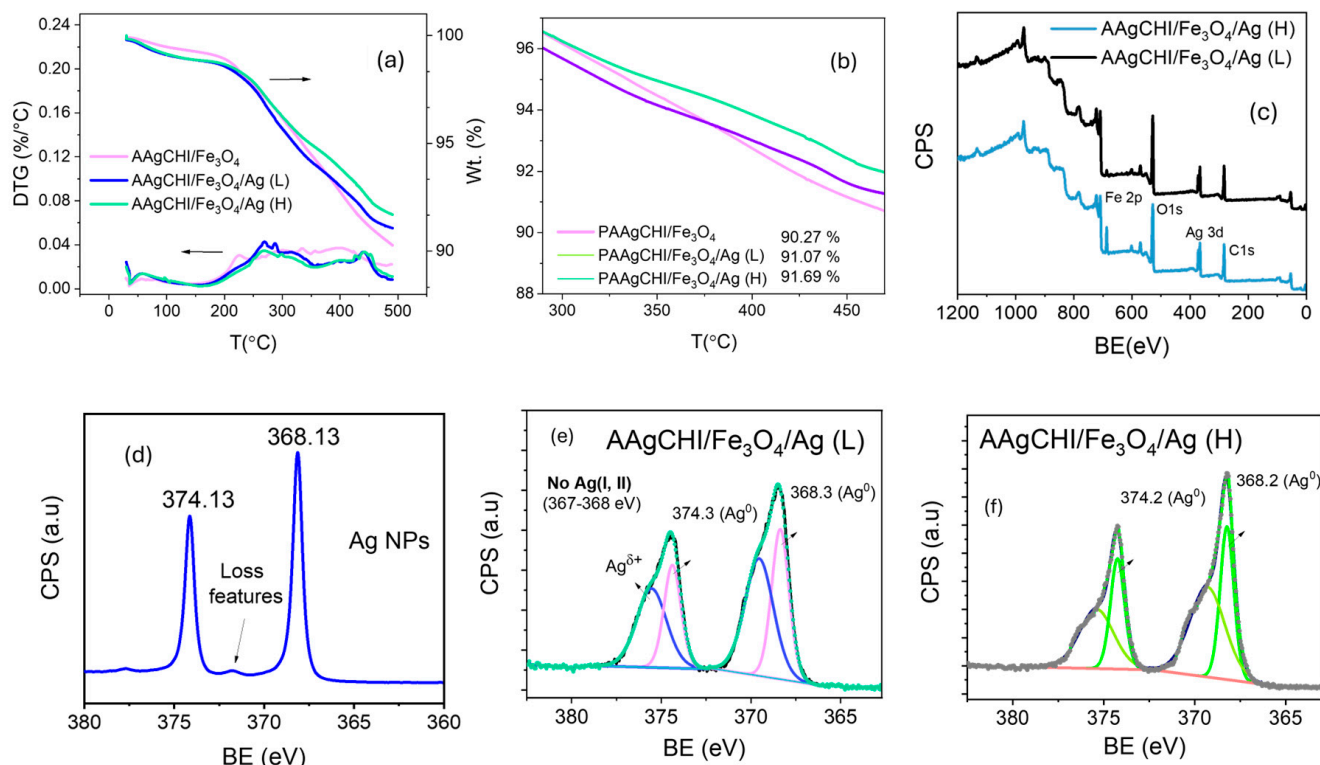 0.24
0.20
0.16
0.12
0.08
0.04
0.00
DTG (%/°C)
(a)
AAgCHI/Fe₃O₄
AAgCHI/Fe₃O₄/Ag (L)
AAgCHI/Fe₃O₄/Ag (H)
100
95
90
Wt. (%)
0 100 200 300 400 500
T(°C)
96
94
92
90
88
(b)
PAAgCHI/Fe₃O₄ 90.27 %
PAAgCHI/Fe₃O₄/Ag (L) 91.07 %
PAAgCHI/Fe₃O₄/Ag (H) 91.69 %
300 350 400 450
T(°C)
AAgCHI/Fe₃O₄/Ag (H)
AAgCHI/Fe₃O₄/Ag (L)
(c)
CPS
Fe 2p
O1s
Ag 3d
C1s
1200 1000 800 600 400 200 0
BE(eV)
(d)
368.13
374.13
Ag NPs
Loss
features
CPS (a.u)
380 375 370 365 360
BE (eV)
(e)
AAgCHI/Fe₃O₄/Ag (L)
No Ag(I, II)
(367-368 eV)
368.3 (Ag⁰)
374.3 (Ag⁰)
Ag^δ+
CPS (a.u)
380 375 370 365
BE (eV)
AAgCHI/Fe₃O₄/Ag (H)
368.2 (Ag⁰)
374.2 (Ag⁰)
(f)
CPS (a.u)
380 375 370 365
BE (eV)